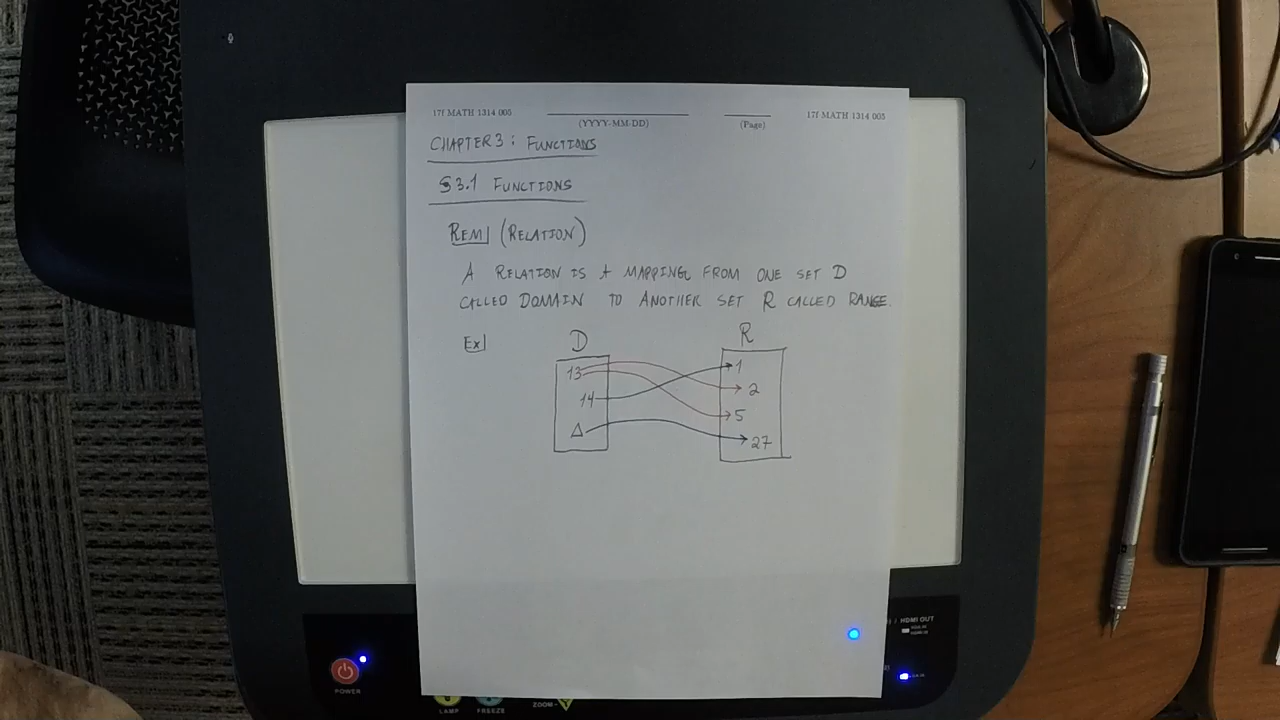 17f MATH 1314 005
(YYYY-MM-DD)
(Page)
17f MATH 1314 005
CHAPTER 3: FUNCTIONS
§3.1 FUNCTIONS
REM (RELATION)
A RELATION IS A MAPPING FROM ONE SET D
CALLED DOMAIN TO ANOTHER SET R CALLED RANGE.
Ex
D
R
13
14
Δ
1
2
5
27
/ HDMI OUT
POWER
LAMP
FREEZE
ZOOM-